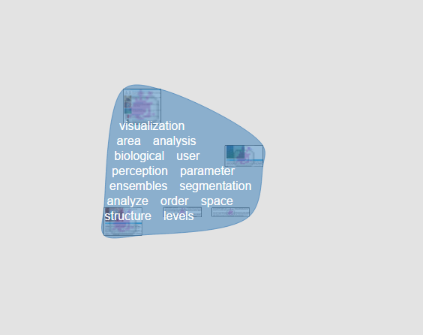 visualization
area analysis
biological user
perception parameter
ensembles segmentation
analyze order space
structure levels